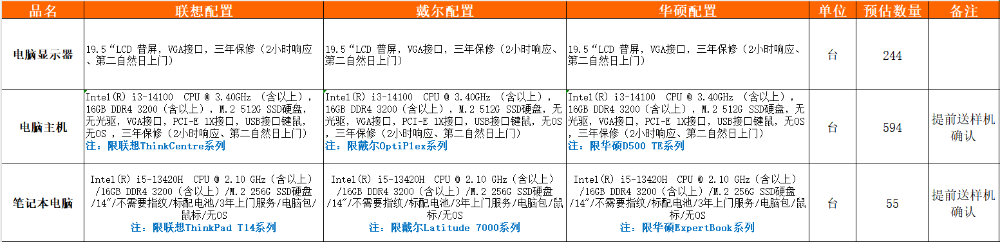 品名 联想配置 戴尔配置 华硕配置 单位 预估数量 备注
电脑显示器
19.5“LCD 普屏，VGA接口，三年保修（2小时响应
、第二自然日上门）
19.5“LCD 普屏，VGA接口，三年保修（2小时响应、
第二自然日上门）
19.5“LCD 普屏，VGA接口，三年保修（2小时响应、
第二自然日上门）
台
244
电脑主机
Intel(R) i3-14100  CPU @ 3.40GHz （含以上），
16GB DDR4 3200（含以上），M.2 512G SSD硬盘，
无光驱，VGA接口，PCI-E 1X接口，USB接口键鼠，
无OS ，三年保修（2小时响应、第二自然日上门）
注：限联想ThinkCentre系列
Intel(R) i3-14100  CPU @ 3.40GHz （含以上），
16GB DDR4 3200（含以上），M.2 512G SSD硬盘，无
光驱，VGA接口，PCI-E 1X接口，USB接口键鼠，无OS
，三年保修（2小时响应、第二自然日上门）
注：限戴尔OptiPlex系列
Intel(R) i3-14100  CPU @ 3.40GHz （含以上），
16GB DDR4 3200（含以上），M.2 512G SSD硬盘，无
光驱，VGA接口，PCI-E 1X接口，USB接口键鼠，无OS
，三年保修（2小时响应、第二自然日上门）
注：限华硕D500 TE系列
台
594
提前送样机
确认
笔记本电脑
Intel(R) i5-13420H  CPU @ 2.10 GHz（含以上）
/16GB DDR4 3200（含以上）/M.2 256G SSD硬盘
/14″/不需要指纹/标配电池/3年上门服务/电脑包/
鼠标/无OS
注：限联想ThinkPad T14系列
Intel(R) i5-13420H  CPU @ 2.10 GHz（含以上）
/16GB DDR4 3200（含以上）/M.2 256G SSD硬盘
/14″/不需要指纹/标配电池/3年上门服务/电脑包/鼠
标/无OS
注：限戴尔Latitude 7000系列
Intel(R) i5-13420H  CPU @ 2.10 GHz（含以上）
/16GB DDR4 3200（含以上）/M.2 256G SSD硬盘
/14″/不需要指纹/标配电池/3年上门服务/电脑包/鼠
标/无OS
注：限华硕ExpertBook系列
台
55
提前送样机
确认